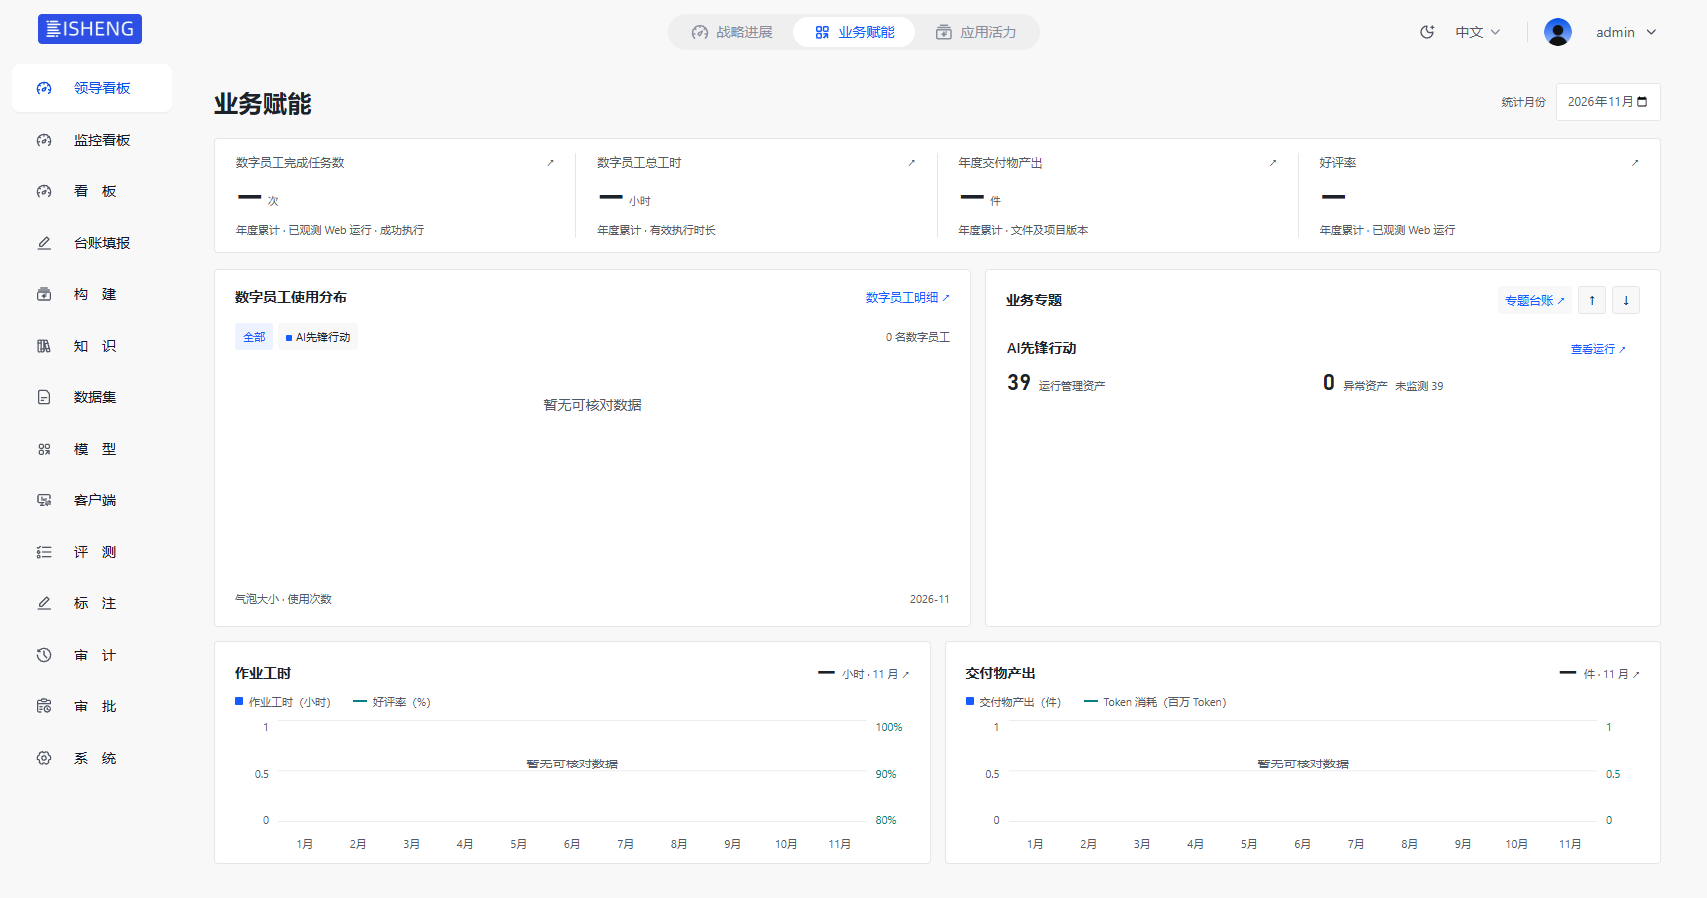 EISHENG
战略进展 业务赋能 应用活力
中文 admin
领导看板
监控看板
看 板
台账填报
构 建
知 识
数据集
模 型
客户端
评 测
标 注
审 计
审 批
系 统
业务赋能
统计月份 2026年11月
数字员工完成任务数 ↗
— 次
年度累计 · 已观测 Web 运行 · 成功执行
数字员工总工时 ↗
— 小时
年度累计 · 有效执行时长
年度交付物产出 ↗
— 件
年度累计 · 文件及项目版本
好评率 ↗
—
年度累计 · 已观测 Web 运行
数字员工使用分布 数字员工明细 ↗
全部 AI先锋行动 0 名数字员工
暂无可核对数据
气泡大小 · 使用次数 2026-11
业务专题 专题台账 ↗ ↑ ↓
AI先锋行动 查看运行 ↗
39 运行管理资产 0 异常资产 未监测 39
作业工时 — 小时 · 11 月 ↗
作业工时（小时） 好评率（%）
1 100%
暂无可核对数据
0.5 90%
0 80%
1月 2月 3月 4月 5月 6月 7月 8月 9月 10月 11月
交付物产出 — 件 · 11 月 ↗
交付物产出（件） Token 消耗（百万 Token）
1 1
暂无可核对数据
0.5 0.5
0 0
1月 2月 3月 4月 5月 6月 7月 8月 9月 10月 11月